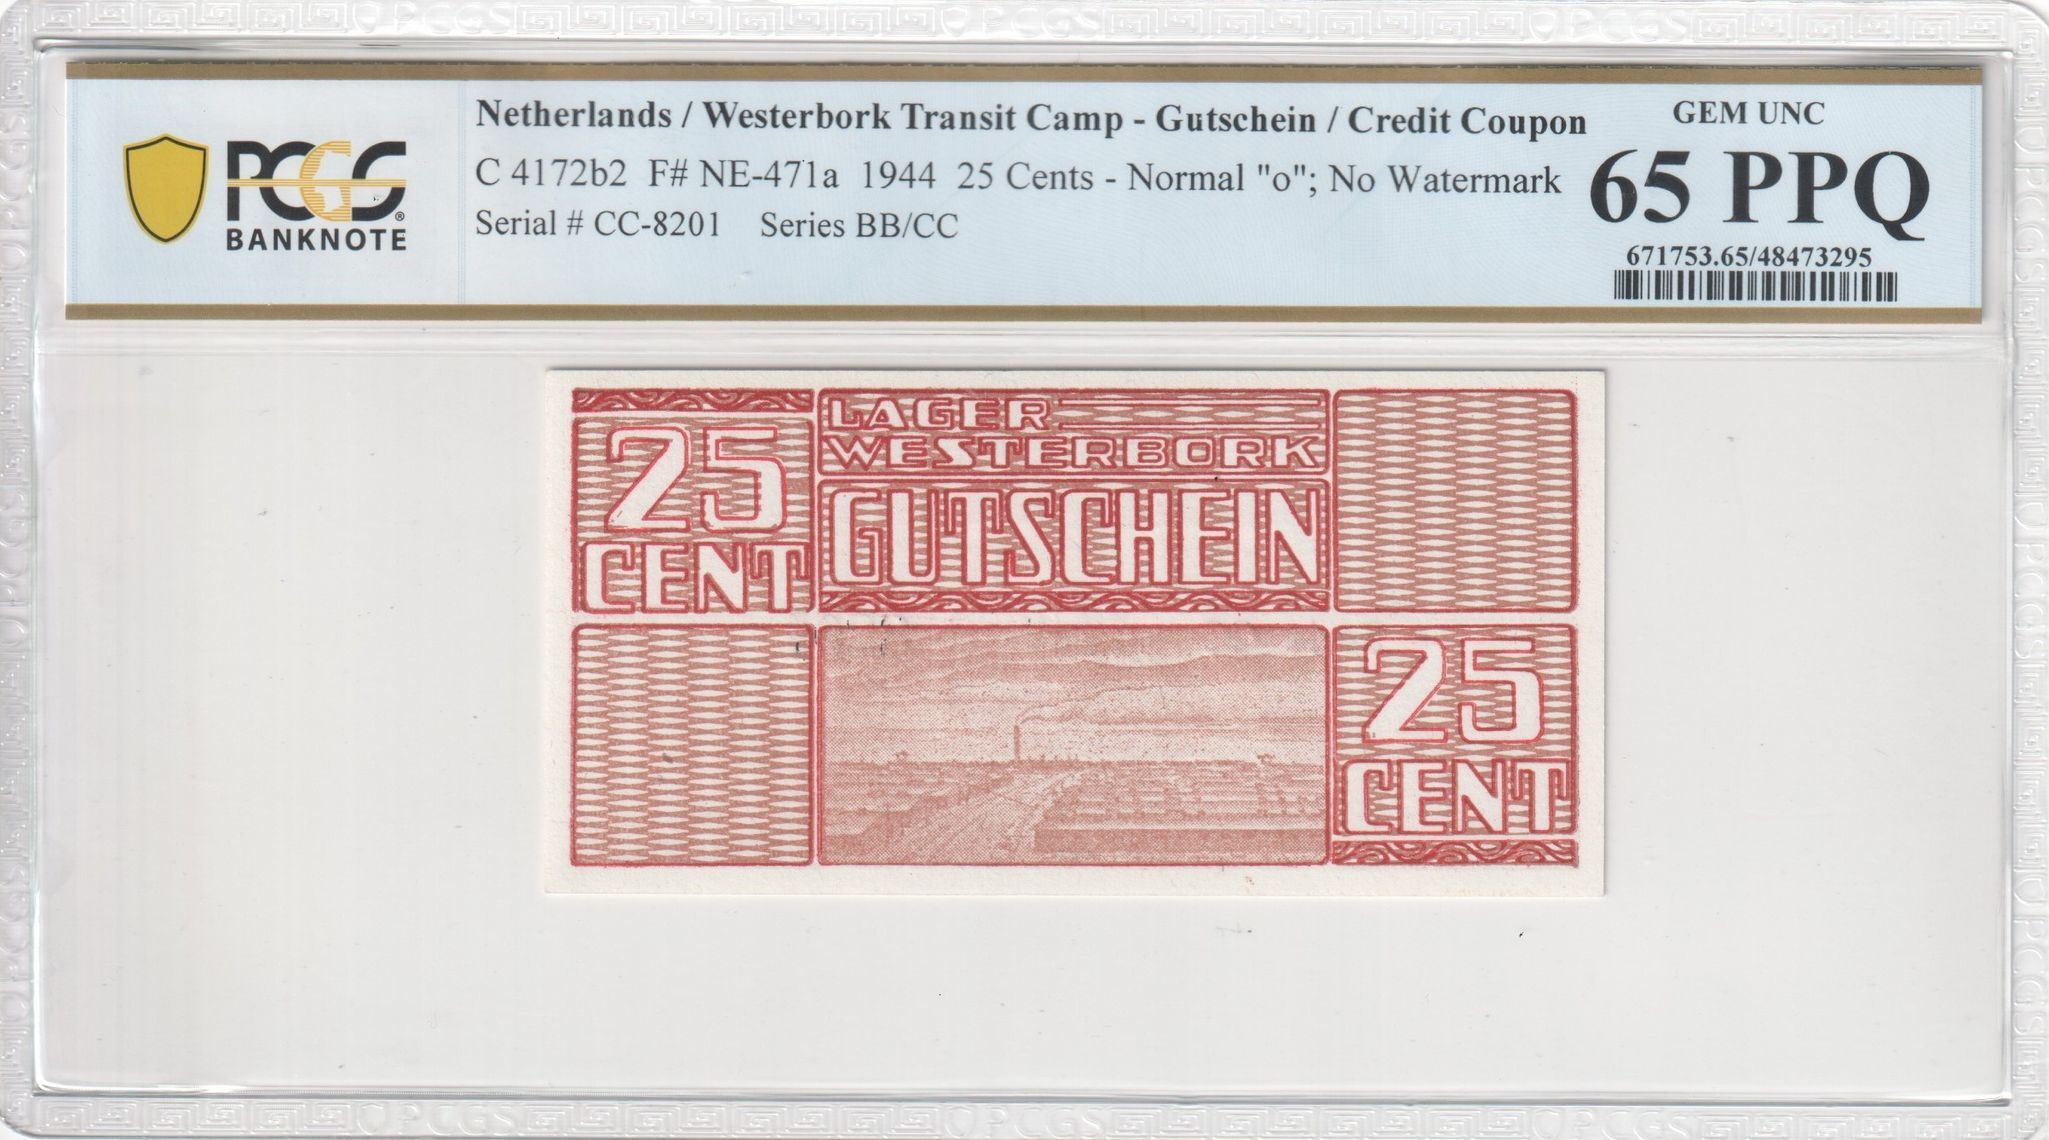 PCGS
BANKNOTE
Netherlands / Westerbork Transit Camp - Gutschein / Credit Coupon
C 4172b2 F# NE-471a 1944 25 Cents - Normal "o"; No Watermark
Serial # CC-8201 Series BB/CC
GEM UNC
65 PPQ
671753.65/48473295
25
CENT
LAGER
WESTERBORK
GUTSCHEIN
25
CENT